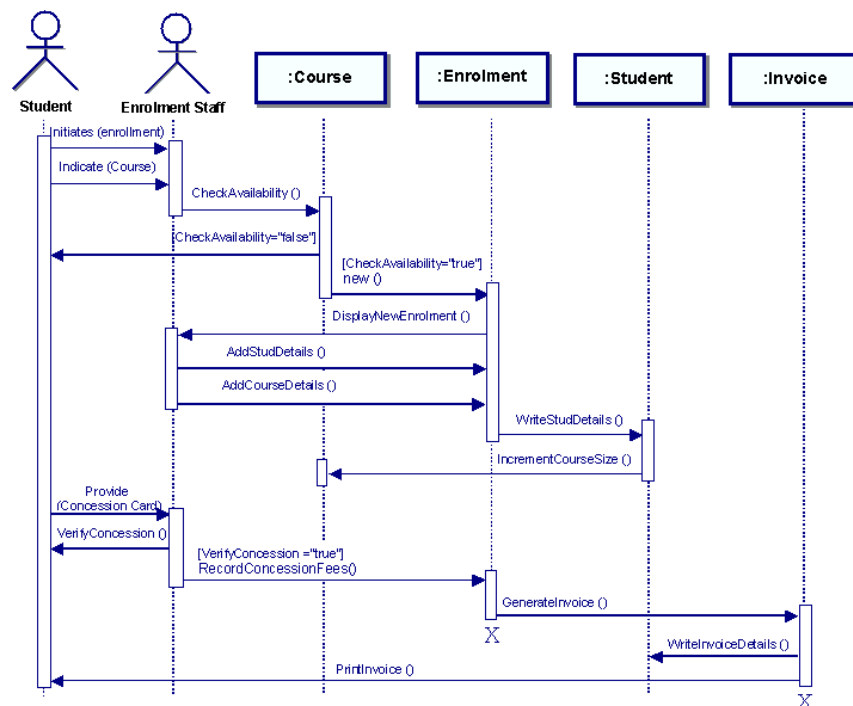 :Course
:Enrolment
:Student
:Invoice
Student
Enrolment Staff
Initiates (enrollment)
Indicate (Course)
CheckAvailability ()
[CheckAvailability="false"]
[CheckAvailability="true"]
new ()
DisplayNewEnrolment ()
AddStudDetails ()
AddCourseDetails ()
WriteStudDetails ()
IncrementCourseSize ()
Provide
(Concession Card)
VerifyConcession ()
[VerifyConcession ="true"]
RecordConcessionFees()
GenerateInvoice ()
X
WriteInvoiceDetails ()
PrintInvoice ()
X